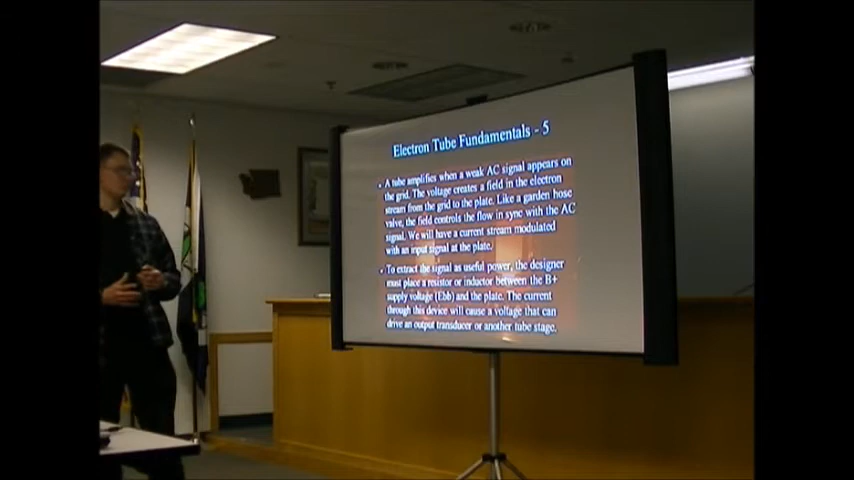 Electron Tube Fundamentals - 5
• A tube amplifies when a weak AC signal appears on
the grid. The voltage creates a field in the electron
stream from the grid to the plate. Like a garden hose
valve, the field controls the flow in sync with the AC
signal. We will have a current stream modulated
with an input signal at the plate.
• To extract the signal as useful power, the designer
must place a resistor or inductor between the B+
supply voltage (Ebb) and the plate. The current
through this device will cause a voltage that can
drive an output transducer or another tube stage.